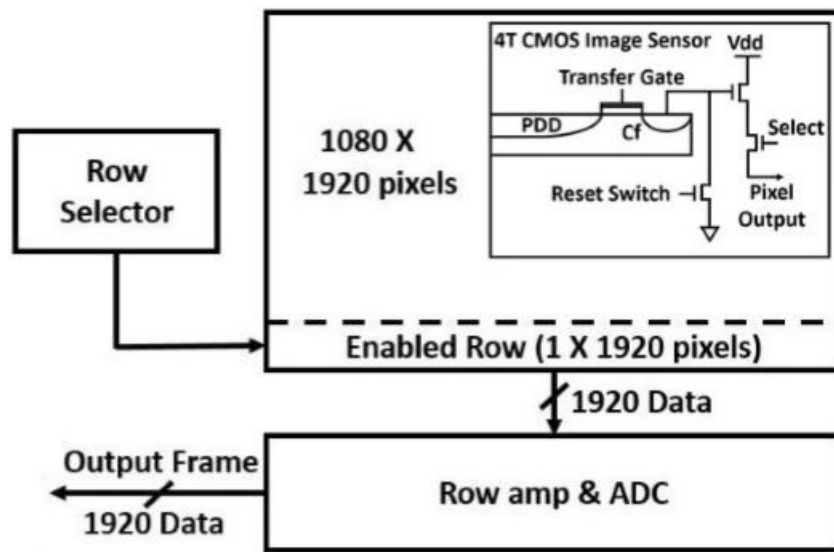 4T CMOS Image Sensor
Vdd
Transfer Gate
PDD
Cf
Select
Reset Switch
Pixel
Output
1080 X
1920 pixels
Row
Selector
Enabled Row (1 X 1920 pixels)
1920 Data
Output Frame
1920 Data
Row amp & ADC